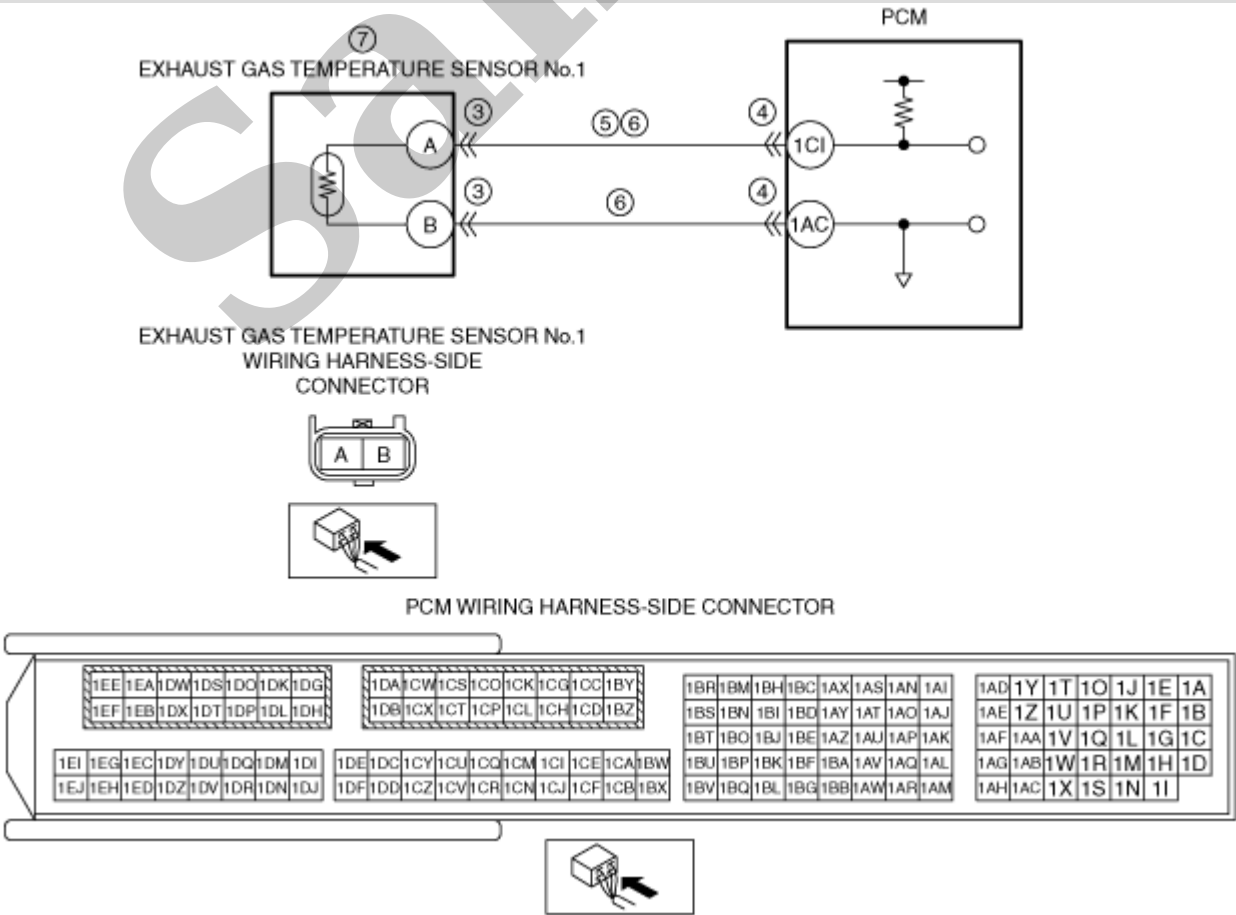 PCM
⑦
EXHAUST GAS TEMPERATURE SENSOR No.1
③ ⑤⑥ ④
A 1CI
③ ⑥ ④
B 1AC
EXHAUST GAS TEMPERATURE SENSOR No.1
WIRING HARNESS-SIDE
CONNECTOR
A B
PCM WIRING HARNESS-SIDE CONNECTOR
1EE 1EA 1DW 1DS 1DO 1DK 1DG 1DA 1CW 1CS 1CO 1CK 1CG 1CC 1BY 1BR 1BM 1BH 1BC 1AX 1AS 1AN 1AI 1AD 1Y 1T 1O 1J 1E 1A
1EF 1EB 1DX 1DT 1DP 1DL 1DH 1DB 1CX 1CT 1CP 1CL 1CH 1CD 1BZ 1BS 1BN 1BI 1BD 1AY 1AT 1AO 1AJ 1AE 1Z 1U 1P 1K 1F 1B
1BT 1BO 1BJ 1BE 1AZ 1AU 1AP 1AK 1AF 1AA 1V 1Q 1L 1G 1C
1EI 1EG 1EC 1DY 1DU 1DQ 1DM 1DI 1DE 1DC 1CY 1CU 1CQ 1CM 1CI 1CE 1CA 1BW 1BU 1BP 1BK 1BF 1BA 1AV 1AQ 1AL 1AG 1AB 1W 1R 1M 1H 1D
1EJ 1EH 1ED 1DZ 1DV 1DR 1DN 1DJ 1DF 1DD 1CZ 1CV 1CR 1CN 1CJ 1CF 1CB 1BX 1BV 1BQ 1BL 1BG 1BB 1AW 1AR 1AM 1AH 1AC 1X 1S 1N 1I